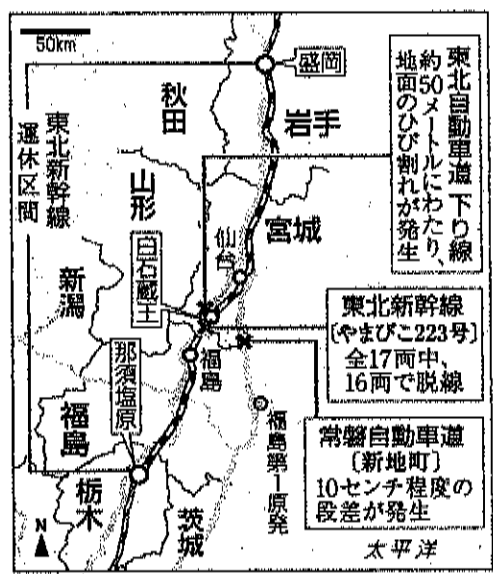 50km
盛岡
秋田
岩手
東北新幹線
運休区間
山形
宮城
仙台
白石蔵王
新潟
福島
那須塩原
福島
福島第1原発
栃木
茨城
N
太平洋
東北自動車道 下り線
約50メートルにわたり、
地面のひび割れが発生
東北新幹線
〔やまびこ223号〕
全17両中、
16両で脱線
常磐自動車道
〔新地町〕
10センチ程度の
段差が発生